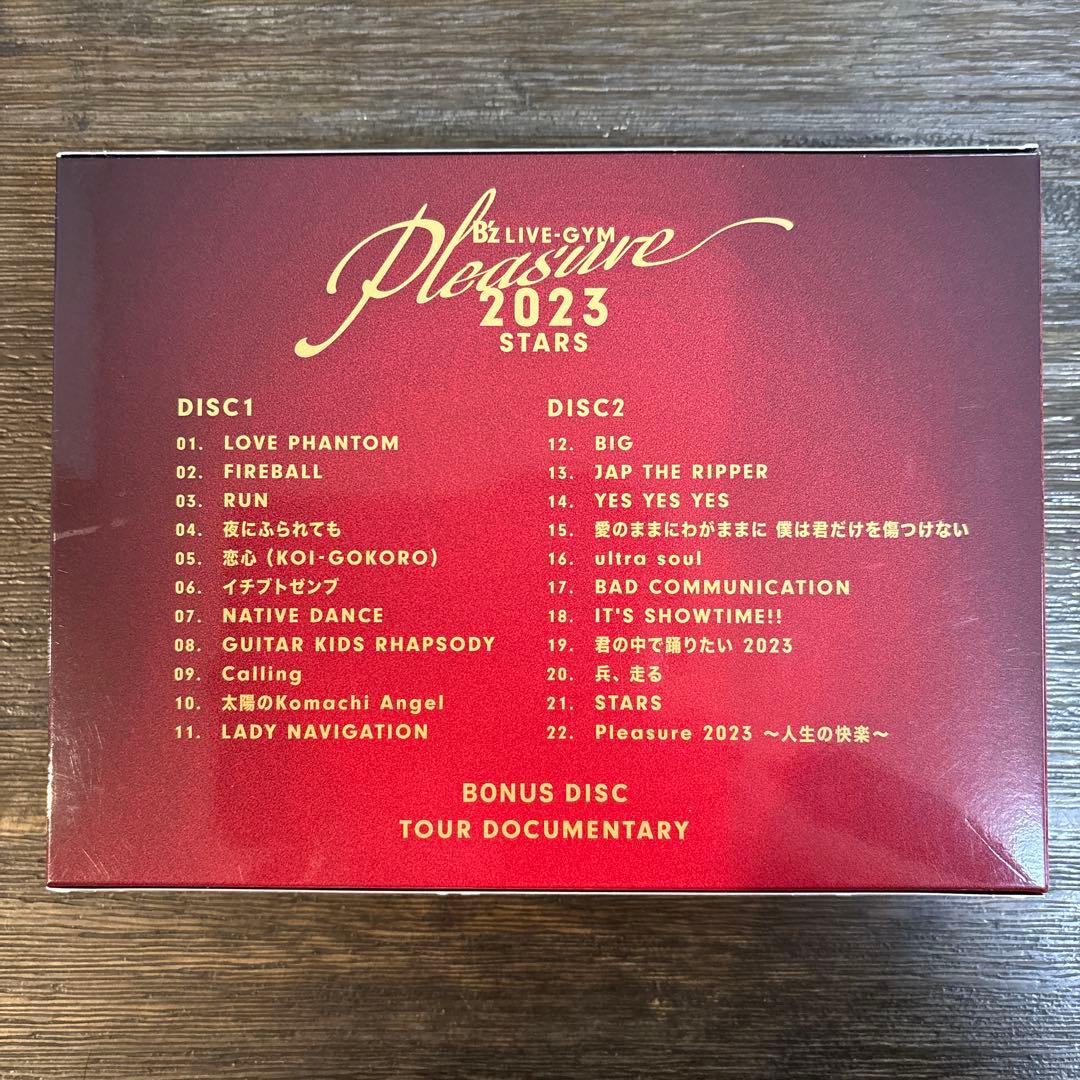 B'z LIVE-GYM
Pleasure
2023
STARS
DISC1
01. LOVE PHANTOM
02. FIREBALL
03. RUN
04. 夜にふられても
05. 恋心 (KOI-GOKORO)
06. イチブトゼンブ
07. NATIVE DANCE
08. GUITAR KIDS RHAPSODY
09. Calling
10. 太陽のKomachi Angel
11. LADY NAVIGATION
DISC2
12. BIG
13. JAP THE RIPPER
14. YES YES YES
15. 愛のままにわがままに 僕は君だけを傷つけない
16. ultra soul
17. BAD COMMUNICATION
18. IT'S SHOWTIME!!
19. 君の中で踊りたい 2023
20. 兵、走る
21. STARS
22. Pleasure 2023 〜人生の快楽〜
BONUS DISC
TOUR DOCUMENTARY